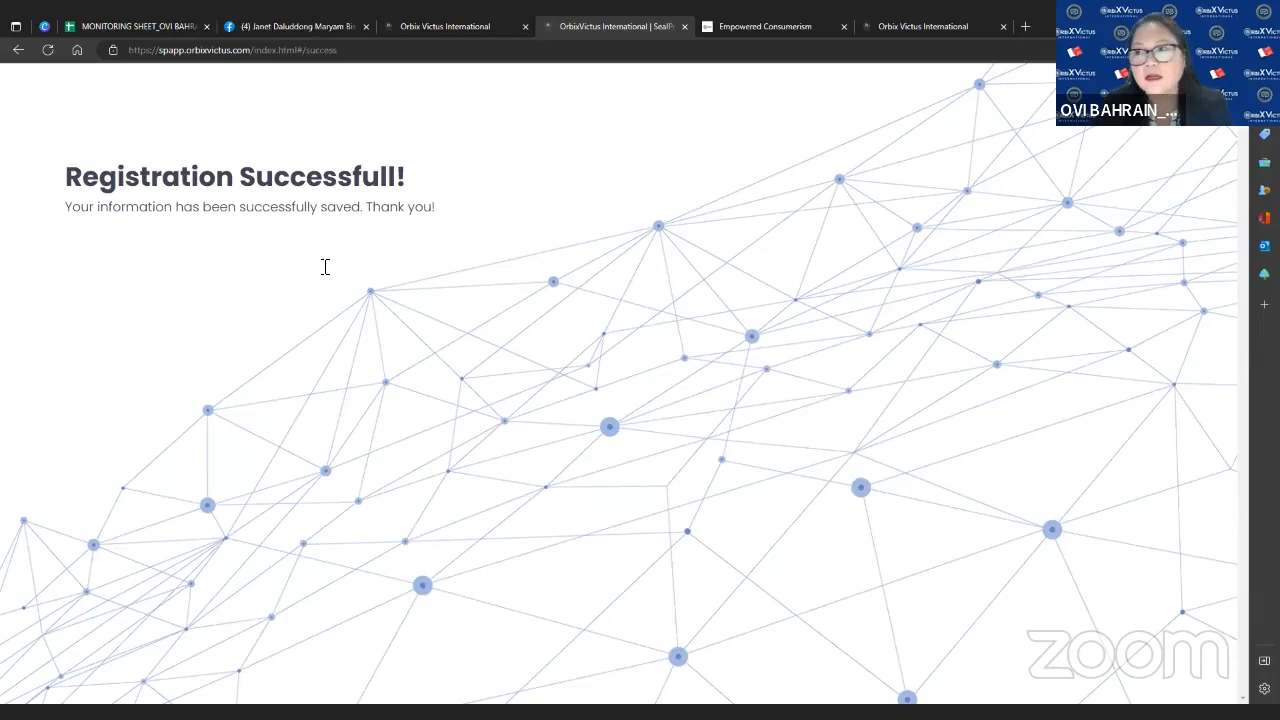 MONITORING SHEET_OVI BAHR
(4) Janet Daluddong Maryam Bi
Orbix Victus International
OrbixVictus International | SealP
Empowered Consumerism
Orbix Victus International
https://spapp.orbixvictus.com/index.html#/success
OVI BAHRAIN_...
Registration Successfull!
Your information has been successfully saved. Thank you!
zoom